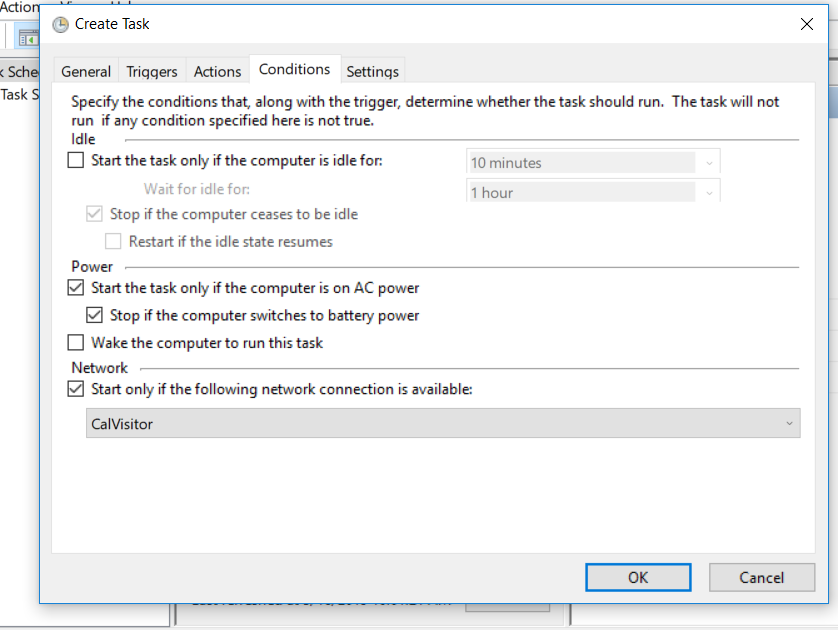 Action
Create Task
Sche
Task S
General Triggers Actions Conditions Settings
Specify the conditions that, along with the trigger, determine whether the task should run.  The task will not
run  if any condition specified here is not true.
Idle
Start the task only if the computer is idle for:
10 minutes
Wait for idle for:
1 hour
Stop if the computer ceases to be idle
Restart if the idle state resumes
Power
Start the task only if the computer is on AC power
Stop if the computer switches to battery power
Wake the computer to run this task
Network
Start only if the following network connection is available:
CalVisitor
OK Cancel